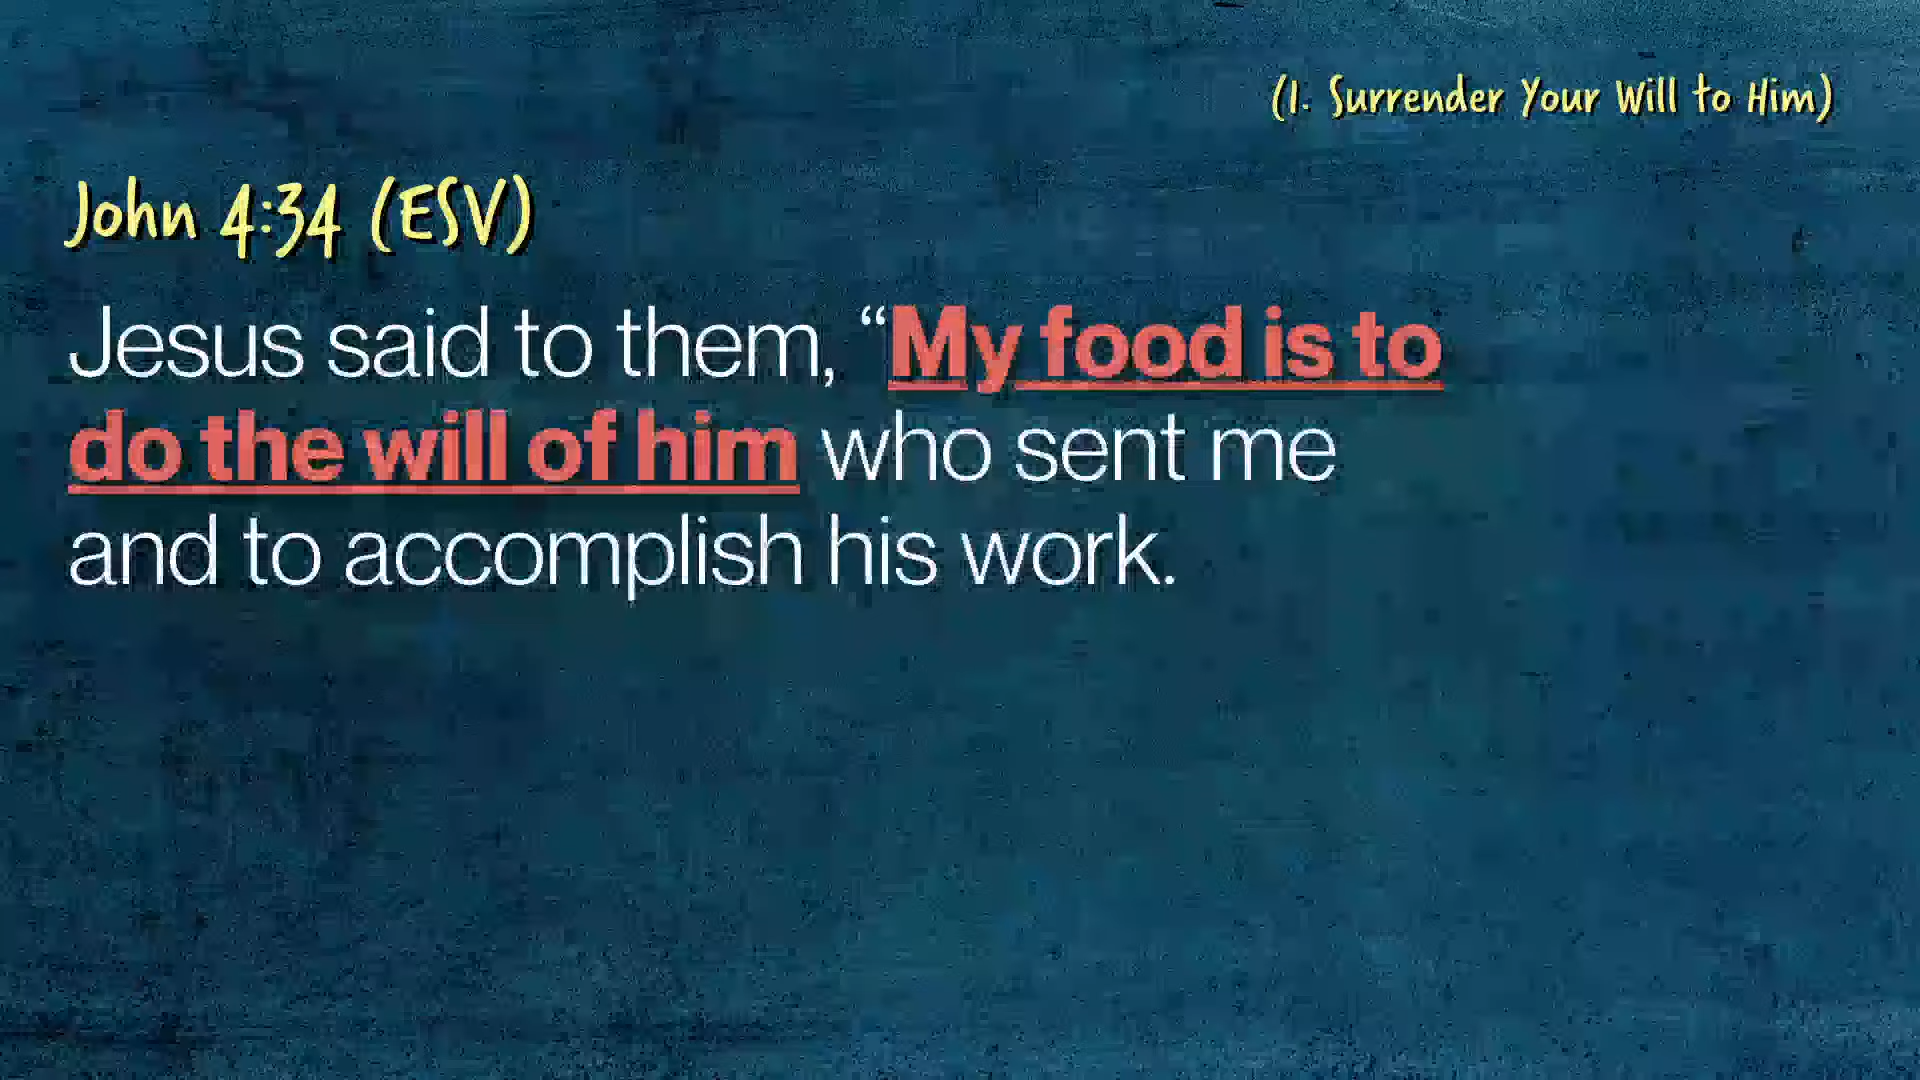 (1. Surrender Your Will to Him)
John 4:34 (ESV)
Jesus said to them, “My food is to
do the will of him who sent me
and to accomplish his work.